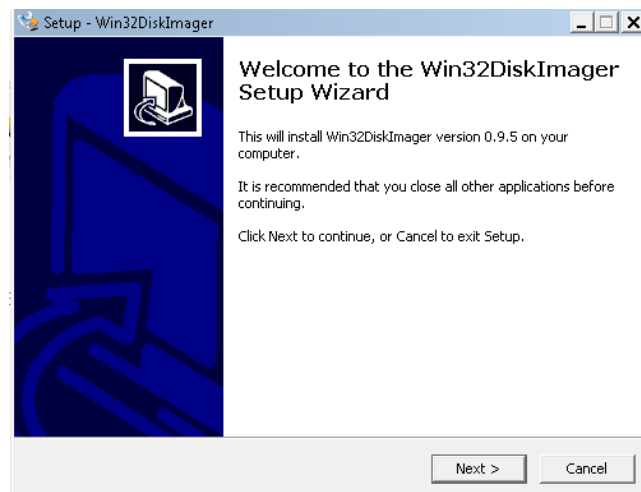 Setup - Win32DiskImager
Welcome to the Win32DiskImager
Setup Wizard
This will install Win32DiskImager version 0.9.5 on your
computer.
It is recommended that you close all other applications before
continuing.
Click Next to continue, or Cancel to exit Setup.
Next >
Cancel